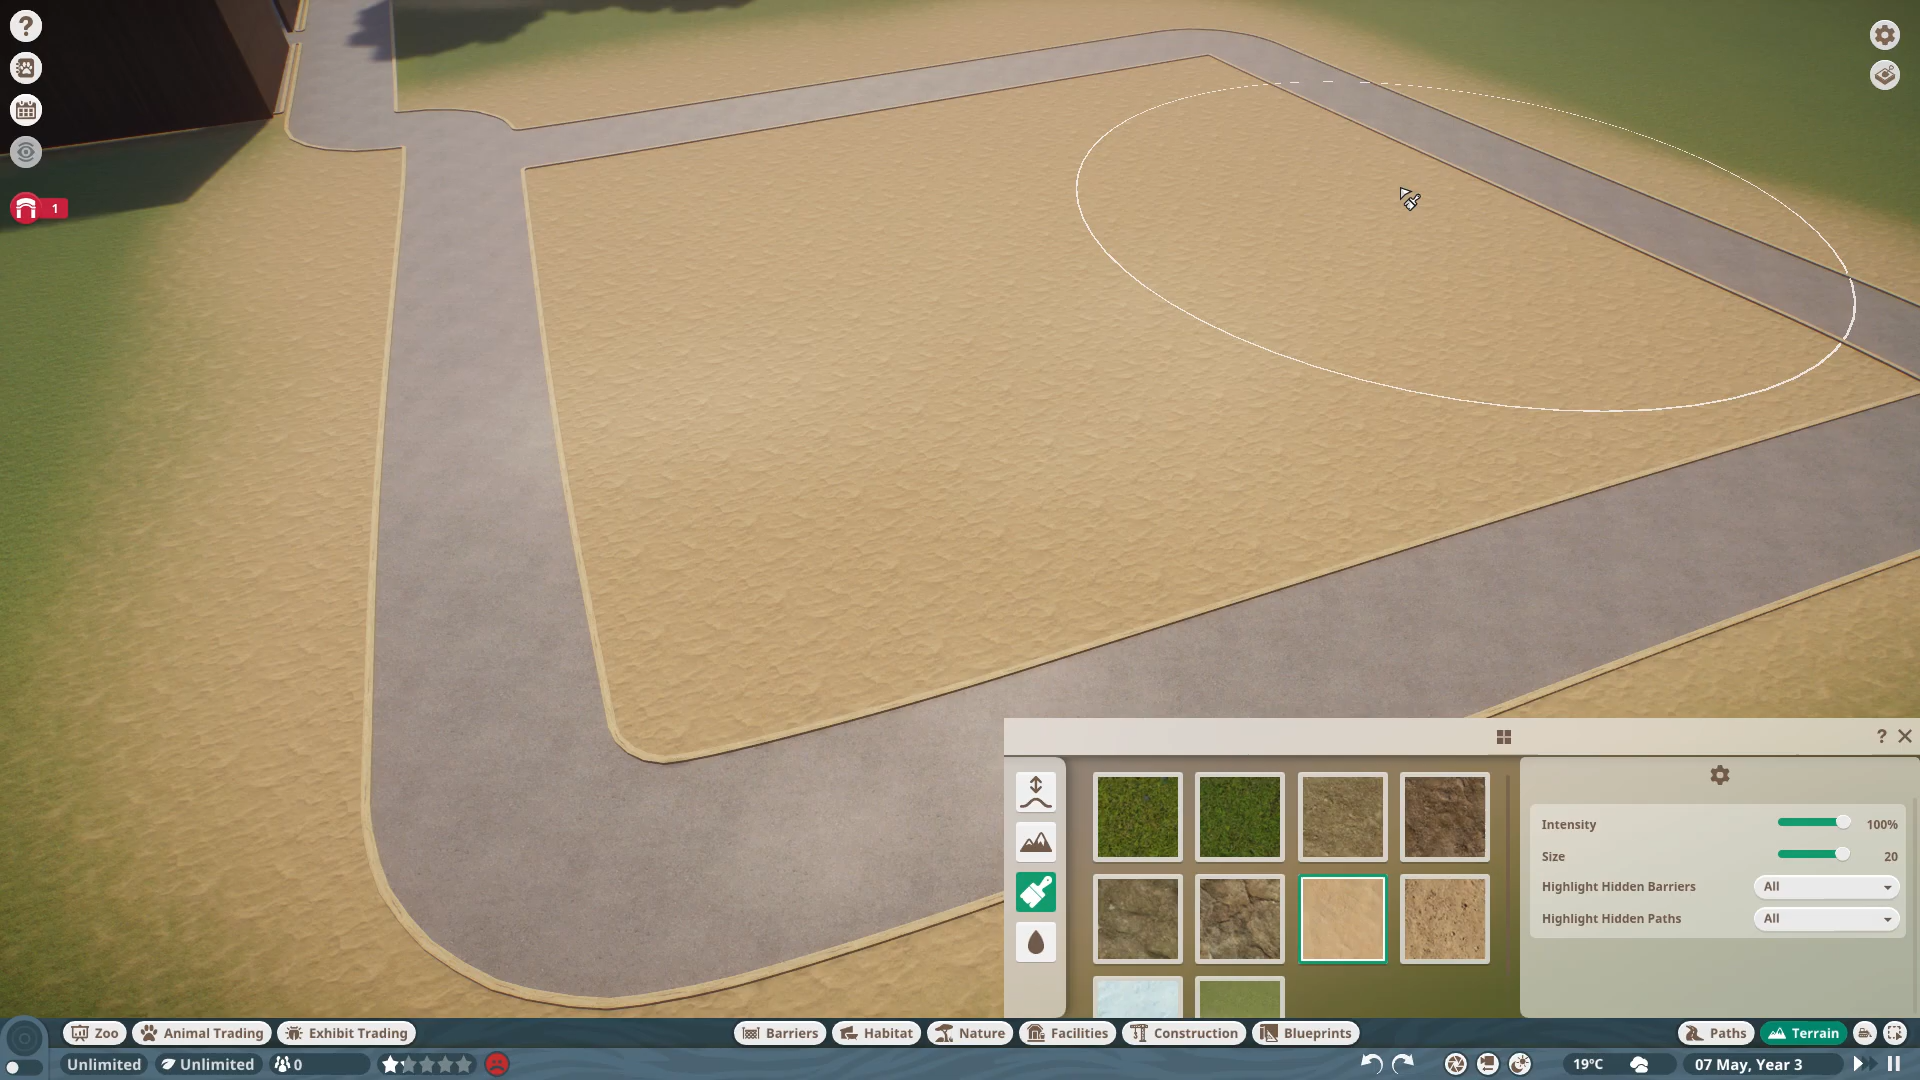 ?
1
?
Intensity 100%
Size 20
Highlight Hidden Barriers All
Highlight Hidden Paths All
Zoo Animal Trading Exhibit Trading Barriers Habitat Nature Facilities Construction Blueprints Paths Terrain
Unlimited Unlimited 0 19°C 07 May, Year 3